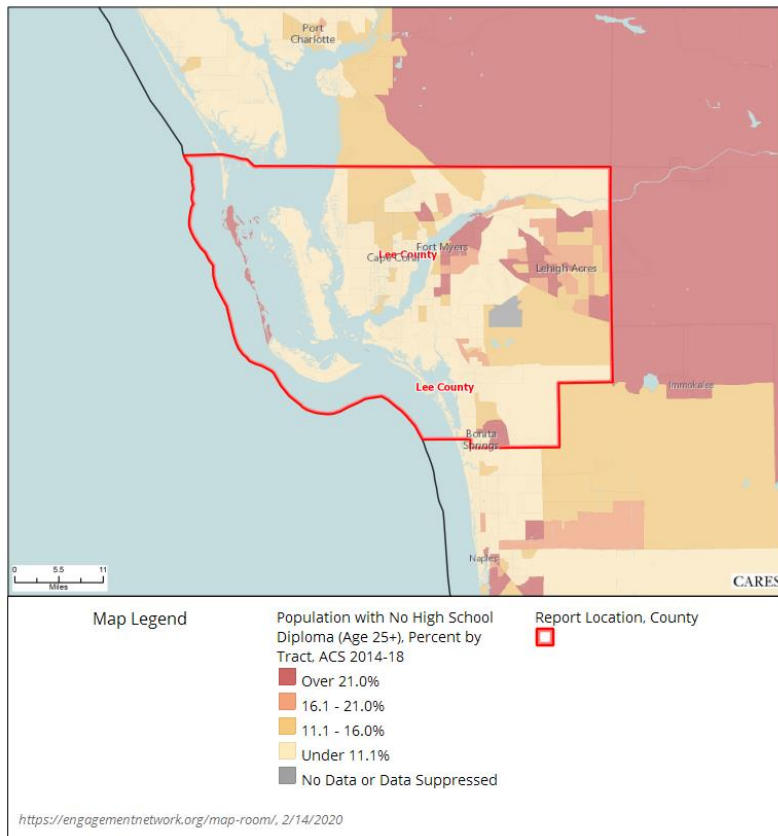 Port
Charlotte
Fort Myers
Lee County
Cape Coral
Lehigh Acres
Lee County
Immokalee
Bonita
Springs
Naples
0 5.5 11
Miles
CARES
Map Legend
Population with No High School
Diploma (Age 25+), Percent by
Tract, ACS 2014-18
Over 21.0%
16.1 - 21.0%
11.1 - 16.0%
Under 11.1%
No Data or Data Suppressed
Report Location, County
https://engagementnetwork.org/map-room/, 2/14/2020